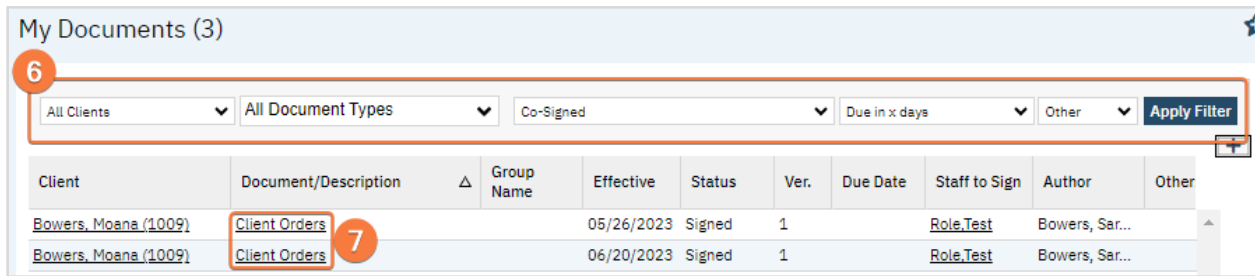 My Documents (3)
6
All Clients All Document Types Co-Signed Due in x days Other Apply Filter
Client Document/Description Group Name Effective Status Ver. Due Date Staff to Sign Author Other
Bowers, Moana (1009) Client Orders 05/26/2023 Signed 1 Role,Test Bowers, Sar...
7
Bowers, Moana (1009) Client Orders 06/20/2023 Signed 1 Role,Test Bowers, Sar...